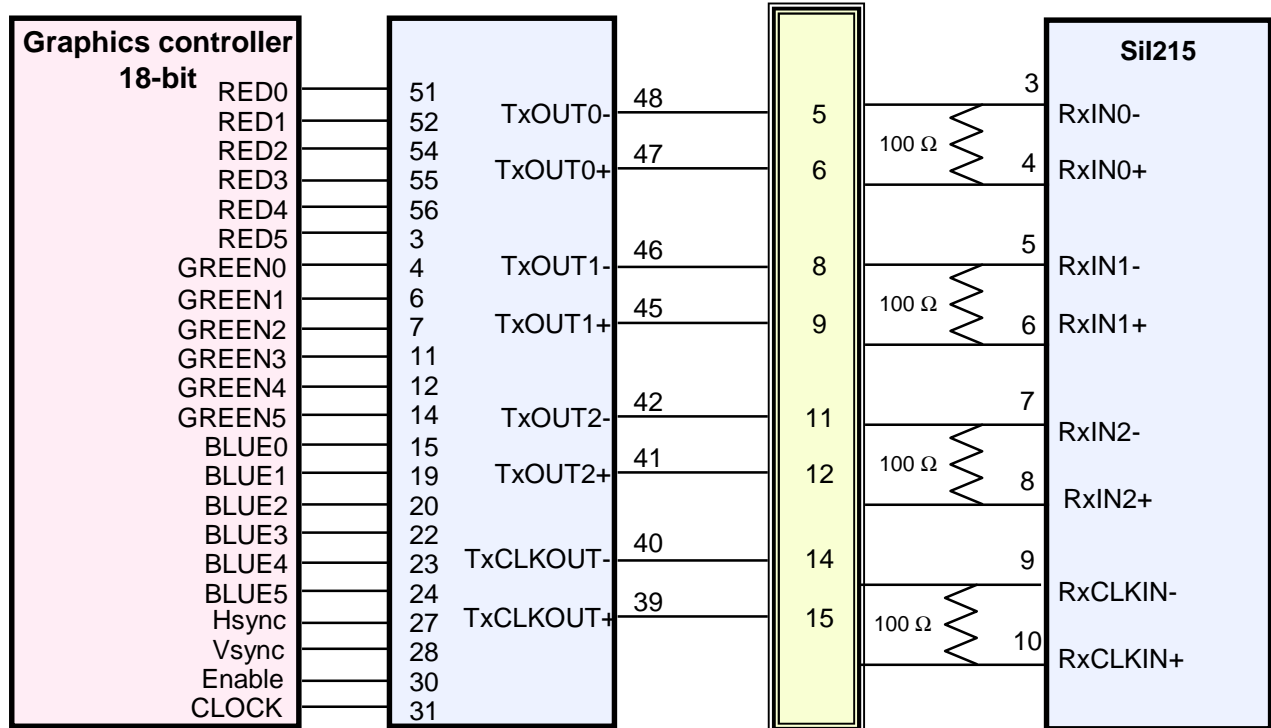 Graphics controller
18-bit
RED0
RED1
RED2
RED3
RED4
RED5
GREEN0
GREEN1
GREEN2
GREEN3
GREEN4
GREEN5
BLUE0
BLUE1
BLUE2
BLUE3
BLUE4
BLUE5
Hsync
Vsync
Enable
CLOCK
51
52
54
55
56
3
4
6
7
11
12
14
15
19
20
22
23
24
27
28
30
31
TxOUT0-
TxOUT0+
TxOUT1-
TxOUT1+
TxOUT2-
TxOUT2+
TxCLKOUT-
TxCLKOUT+
48
47
46
45
42
41
40
39
5
6
8
9
11
12
14
15
100 Ω
100 Ω
100 Ω
100 Ω
3
4
5
6
7
8
9
10
SiI215
RxIN0-
RxIN0+
RxIN1-
RxIN1+
RxIN2-
RxIN2+
RxCLKIN-
RxCLKIN+